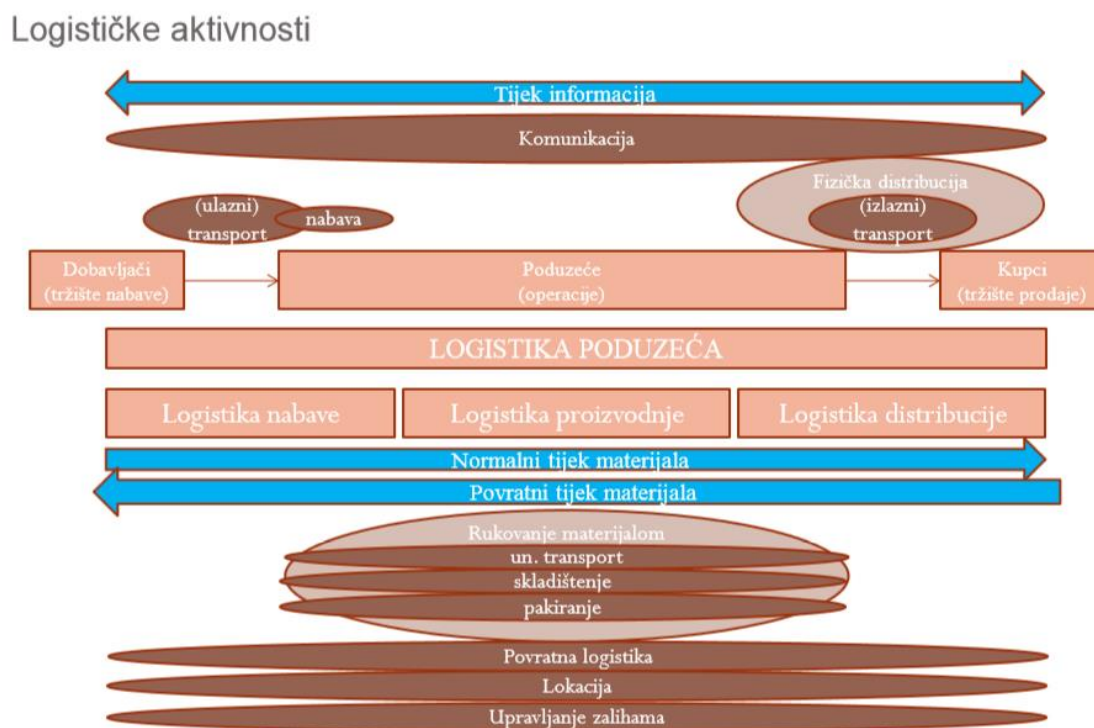 Logističke aktivnosti
Tijek informacija
Komunikacija
Fizička distribucija
(ulazni)
transport
nabava
(izlazni)
transport
Dobavljači
(tržište nabave)
Poduzeće
(operacije)
Kupci
(tržište prodaje)
LOGISTIKA PODUZEĆA
Logistika nabave
Logistika proizvodnje
Logistika distribucije
Normalni tijek materijala
Povratni tijek materijala
Rukovanje materijalom
un. transport
skladištenje
pakiranje
Povratna logistika
Lokacija
Upravljanje zalihama